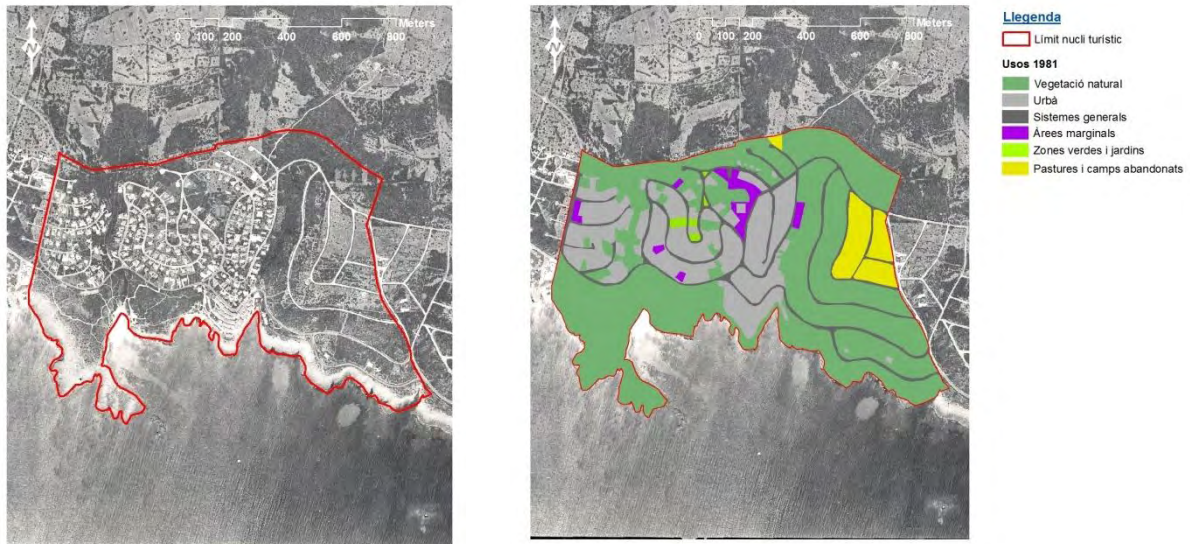 Meters
0 100 200 400 600 800
N
Meters
0 100 200 400 600 800
N
Llegenda
Límit nucli turístic
Usos 1981
Vegetació natural
Urbà
Sistemes generals
Àrees marginals
Zones verdes i jardins
Pastures i camps abandonats